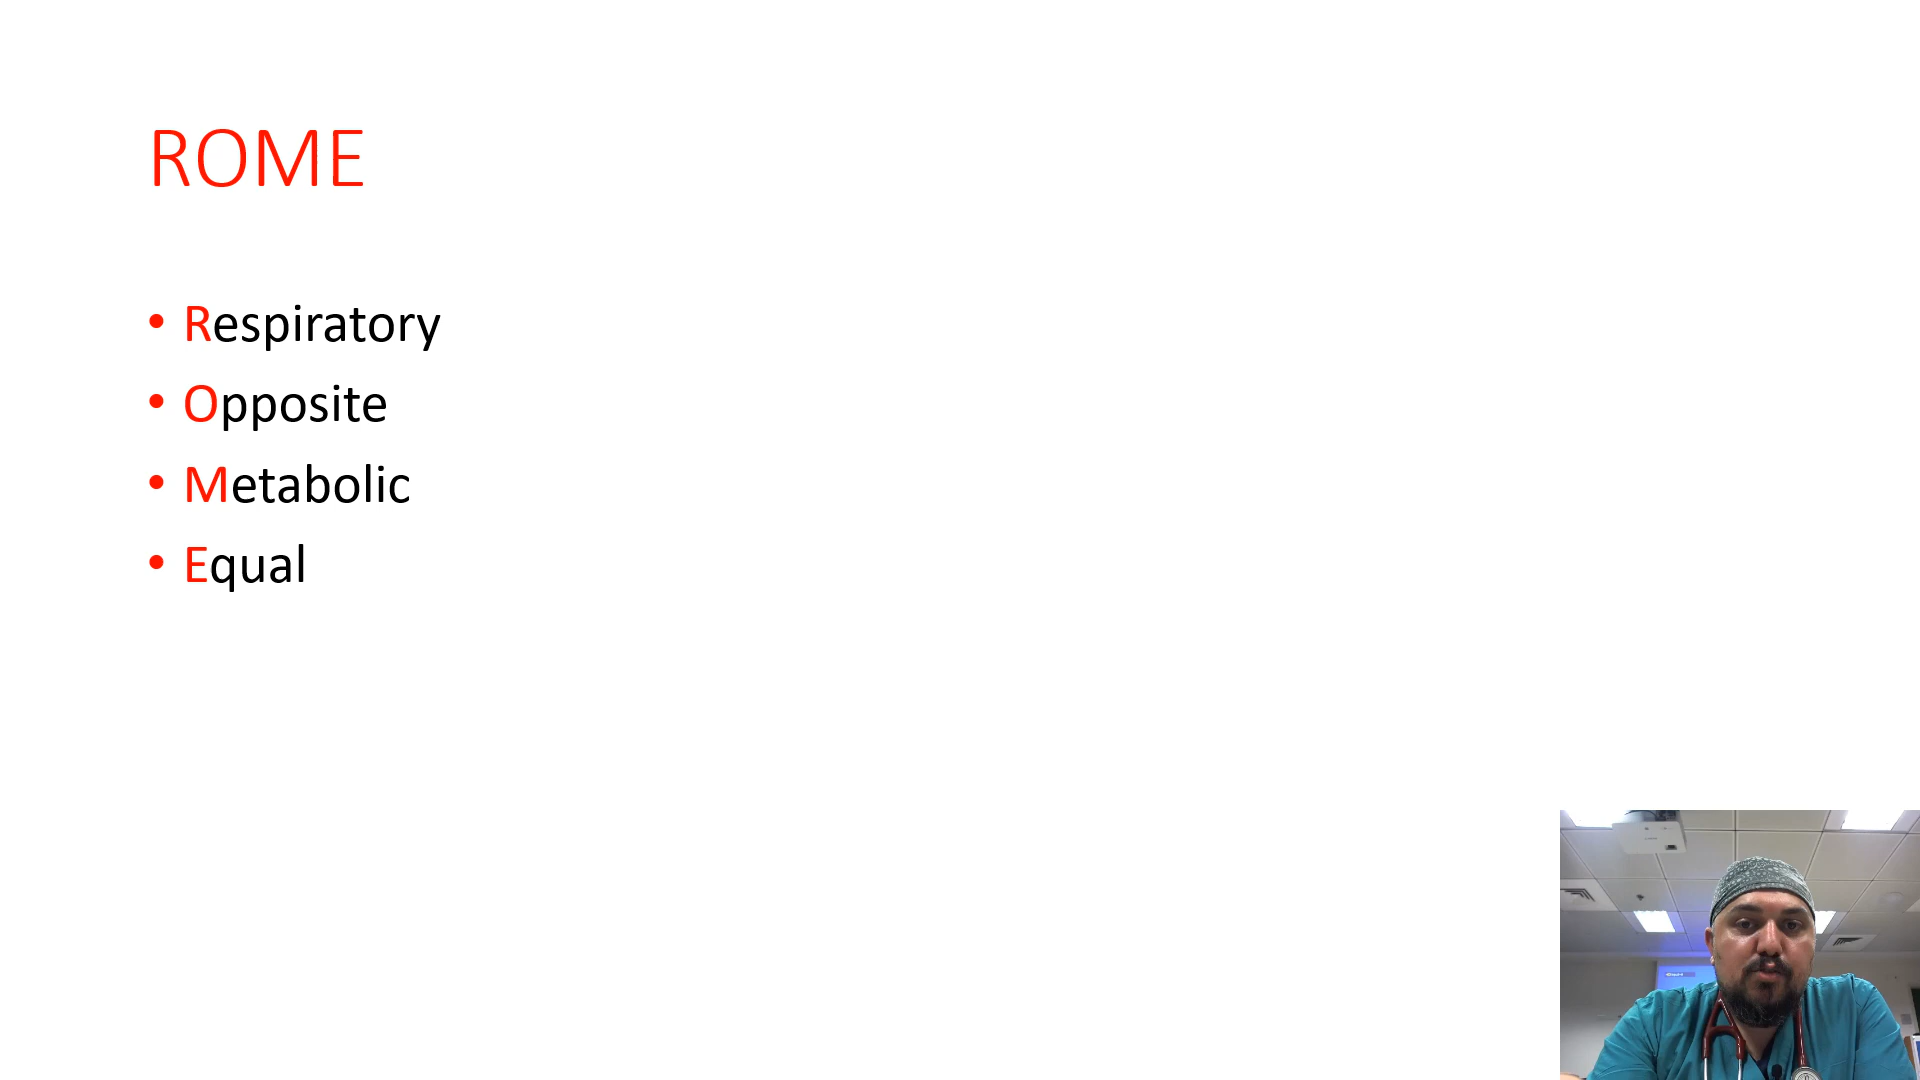 ROME
• Respiratory
• Opposite
• Metabolic
• Equal